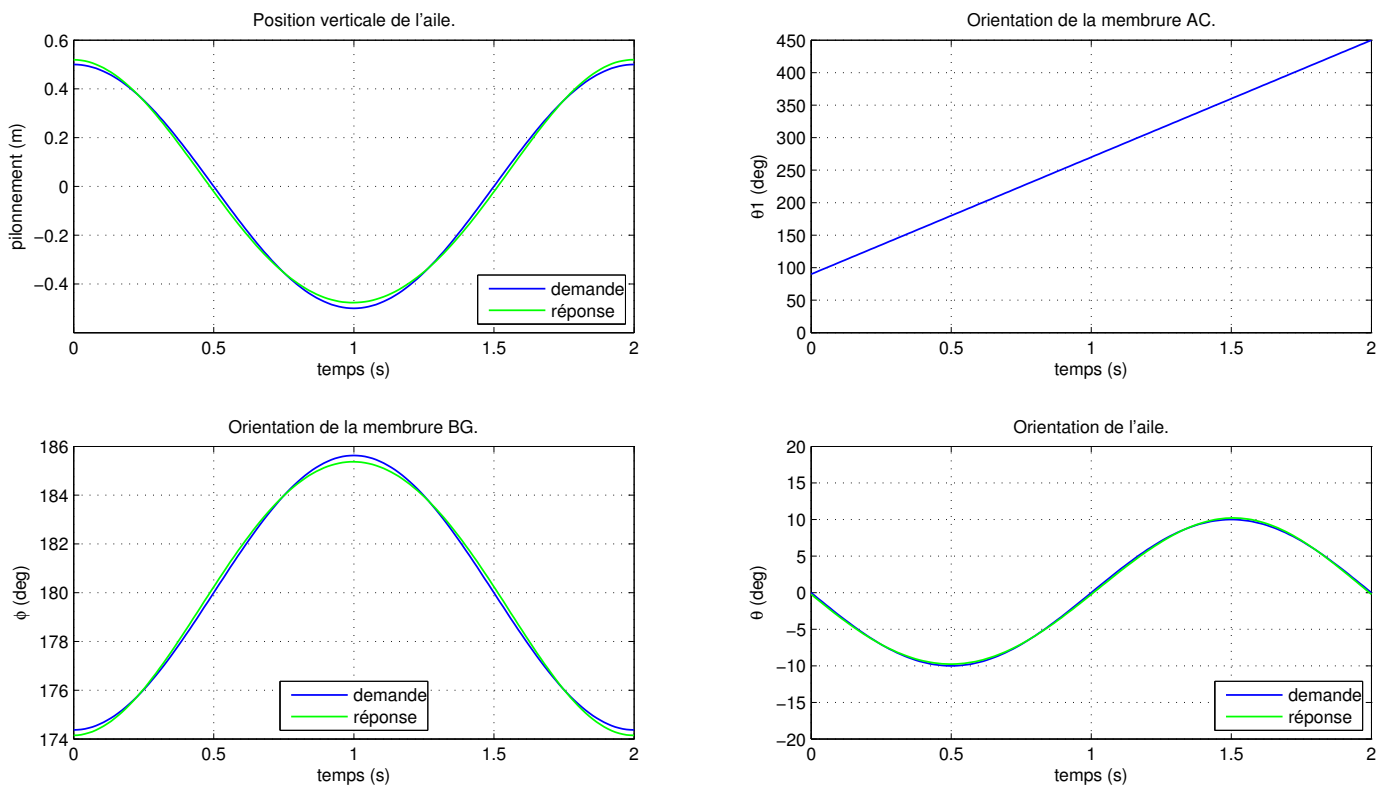 Position verticale de l'aile.
0.6
0.4
0.2
0
−0.2
−0.4
pilonnement (m)
demande
réponse
0 0.5 1 1.5 2
temps (s)
Orientation de la membrure AC.
450
400
350
300
250
200
150
100
50
0
θ1 (deg)
0 0.5 1 1.5 2
temps (s)
Orientation de la membrure BG.
186
184
182
180
178
176
174
ϕ (deg)
demande
réponse
0 0.5 1 1.5 2
temps (s)
Orientation de l'aile.
20
15
10
5
0
−5
−10
−15
−20
θ (deg)
demande
réponse
0 0.5 1 1.5 2
temps (s)